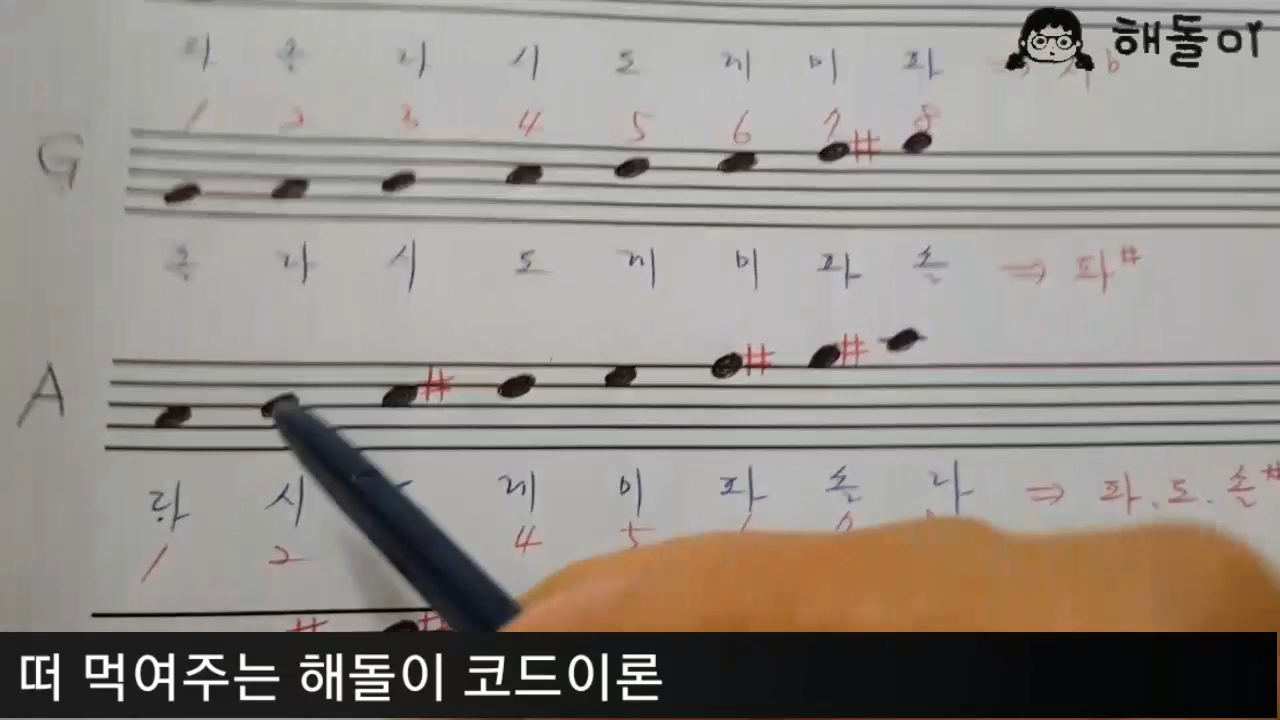 해돌이
시 도 레 미 파 ⇒ 시b
1 2 3 4 5 6 7 8
G # 
솔 라 시 도 레 미 파 솔 ⇒ 파#
A # # #
라 시 레 미 파 솔 라 ⇒ 파.도.솔#
1 2 4 5
# #
떠 먹여주는 해돌이 코드이론